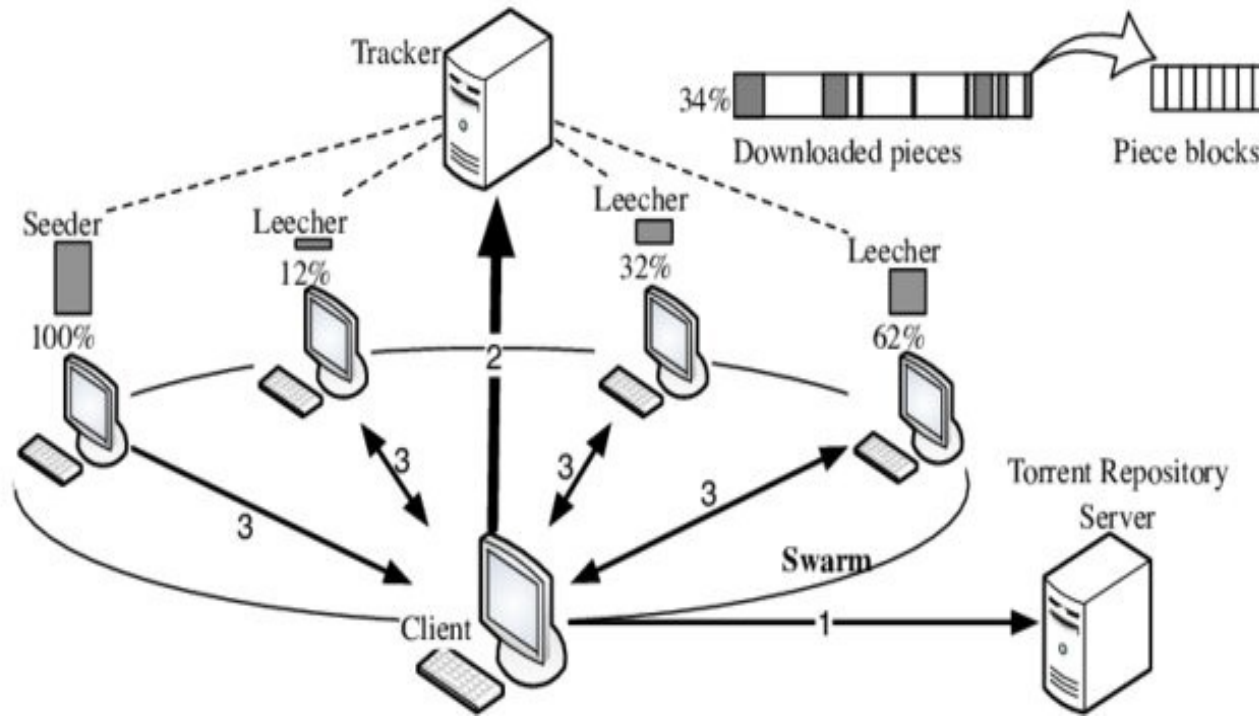 Tracker
34%
Downloaded pieces
Piece blocks
Seeder
100%
Leecher
12%
Leecher
32%
Leecher
62%
2
3
3
3
3
Torrent Repository
Server
Swarm
Client
1